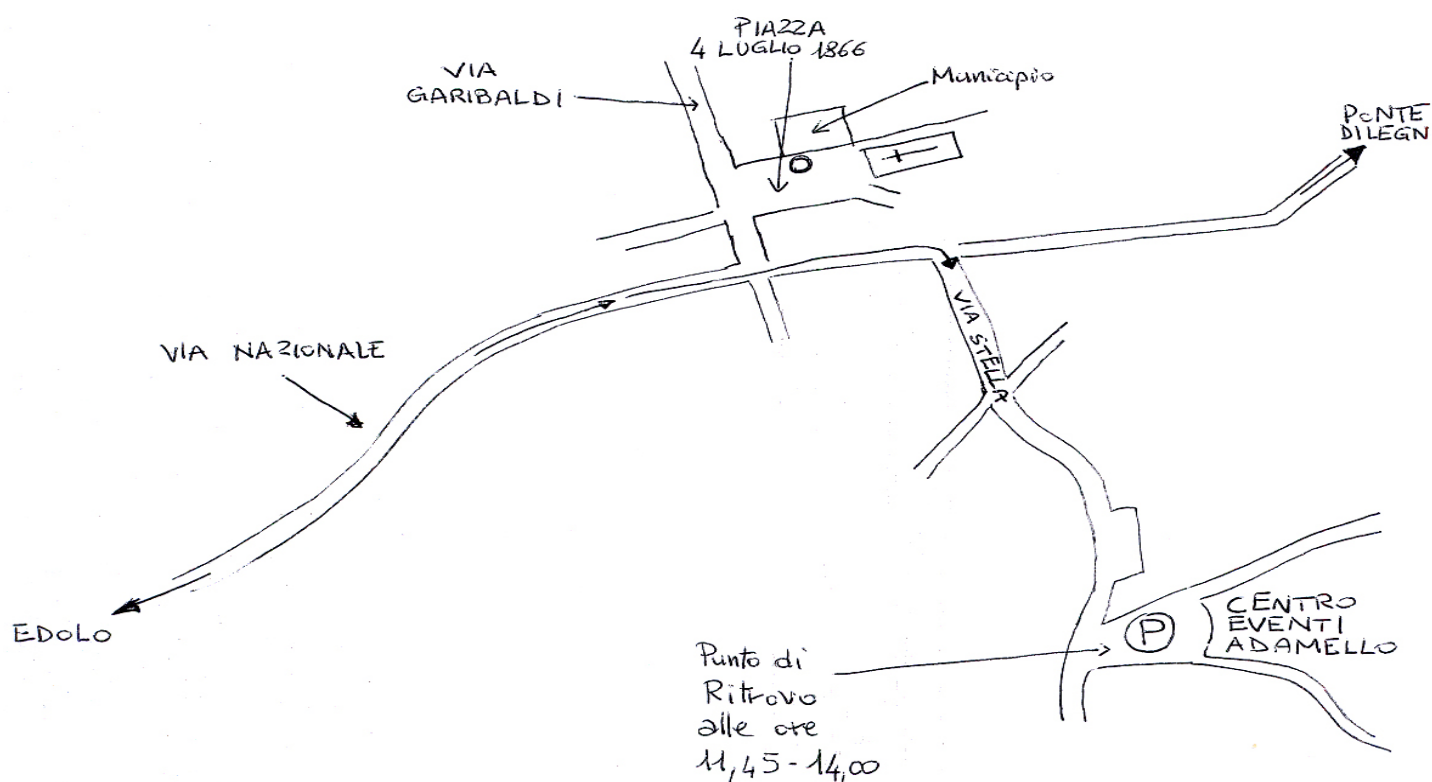 PIAZZA
4 LUGLIO 1866
VIA
GARIBALDI
Municipio
PONTE
DI LEGN
VIA STELLA
VIA NAZIONALE
EDOLO
P
CENTRO
EVENTI
ADAMELLO
Punto di
Ritrovo
alle ore
11,45 - 14,00